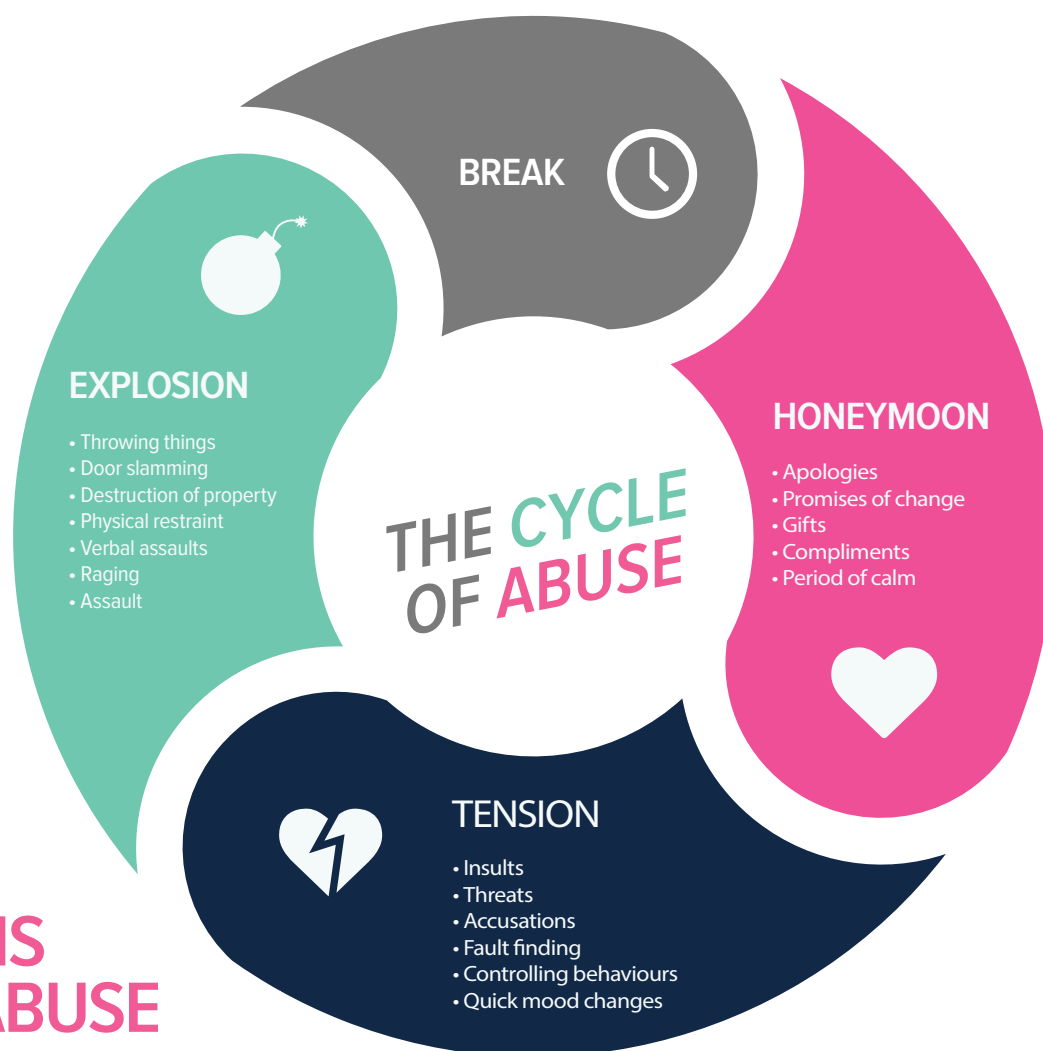 BREAK
EXPLOSION
• Throwing things
• Door slamming
• Destruction of property
• Physical restraint
• Verbal assaults
• Raging
• Assault
HONEYMOON
• Apologies
• Promises of change
• Gifts
• Compliments
• Period of calm
THE CYCLE
OF ABUSE
TENSION
• Insults
• Threats
• Accusations
• Fault finding
• Controlling behaviours
• Quick mood changes
ABUSE